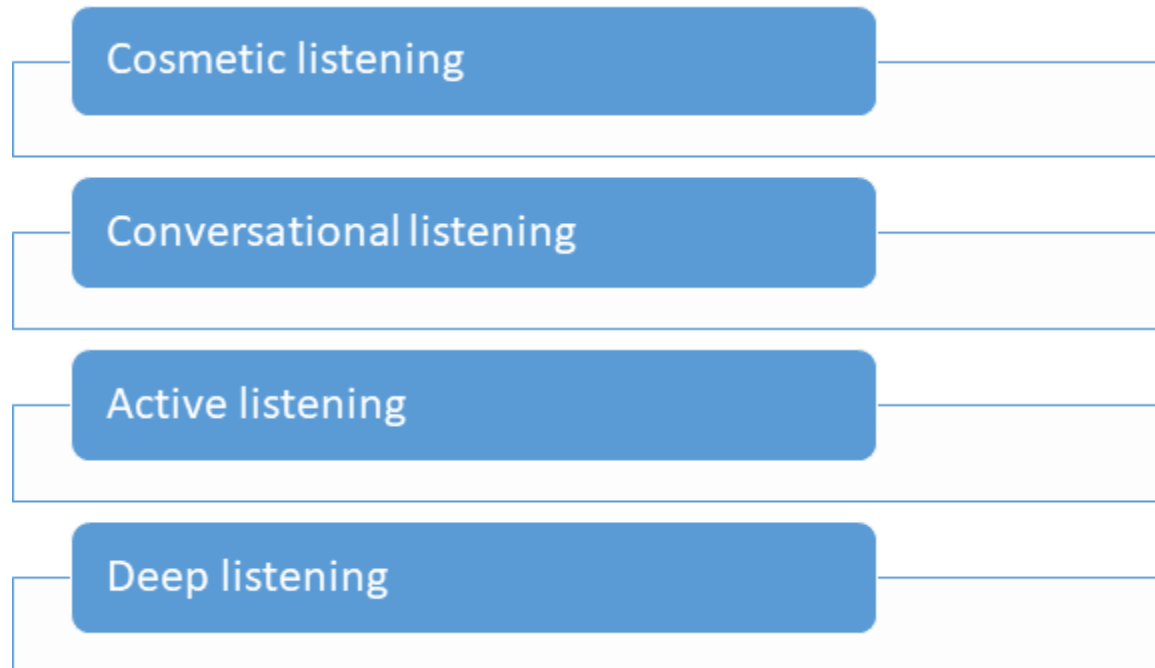 Cosmetic listening
Conversational listening
Active listening
Deep listening